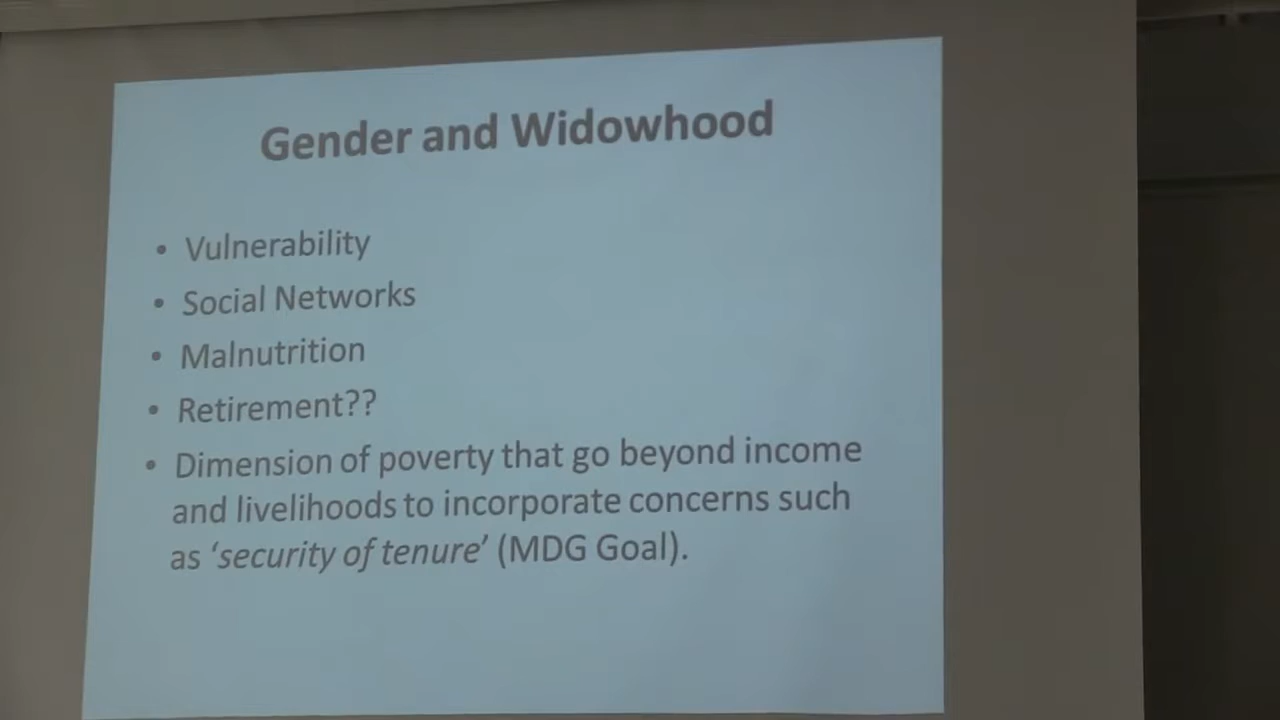 Gender and Widowhood
• Vulnerability
• Social Networks
• Malnutrition
• Retirement??
• Dimension of poverty that go beyond income
and livelihoods to incorporate concerns such
as ‘security of tenure’ (MDG Goal).